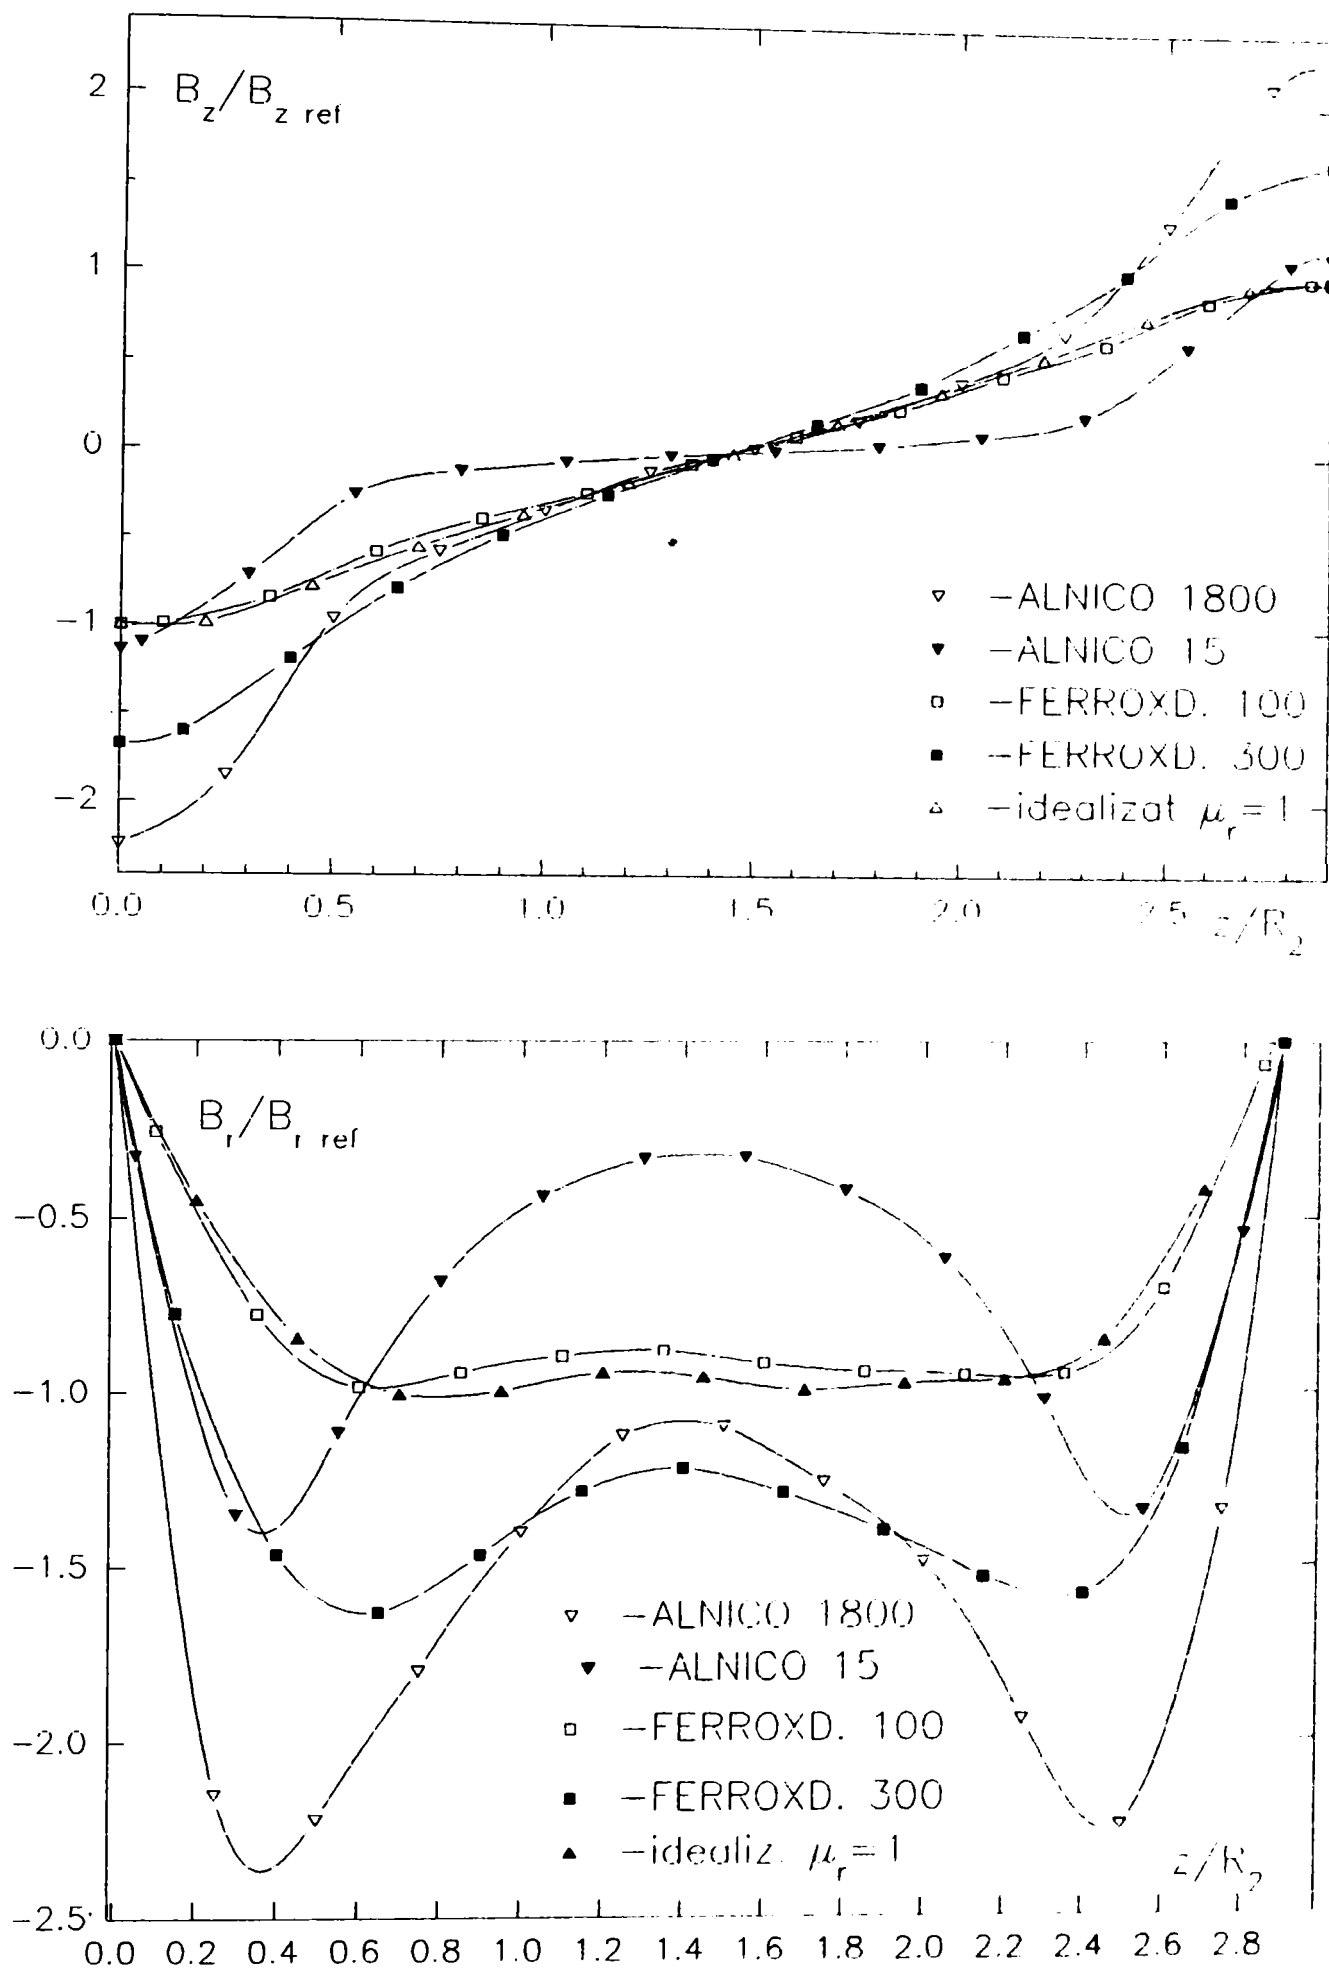 B_z/B_z ref
2
1
0
−1
−2
▽ −ALNICO 1800
▼ −ALNICO 15
□ −FERROXD. 100
■ −FERROXD. 300
△ −idealizat μ_r=1
0.0 0.5 1.0 1.5 2.0 2.5 z/R_2
0.0
B_r/B_r ref
−0.5
−1.0
−1.5
−2.0
−2.5
▽ −ALNICO 1800
▼ −ALNICO 15
□ −FERROXD. 100
■ −FERROXD. 300
▲ −idealiz. μ_r=1
z/R_2
0.0 0.2 0.4 0.6 0.8 1.0 1.2 1.4 1.6 1.8 2.0 2.2 2.4 2.6 2.8